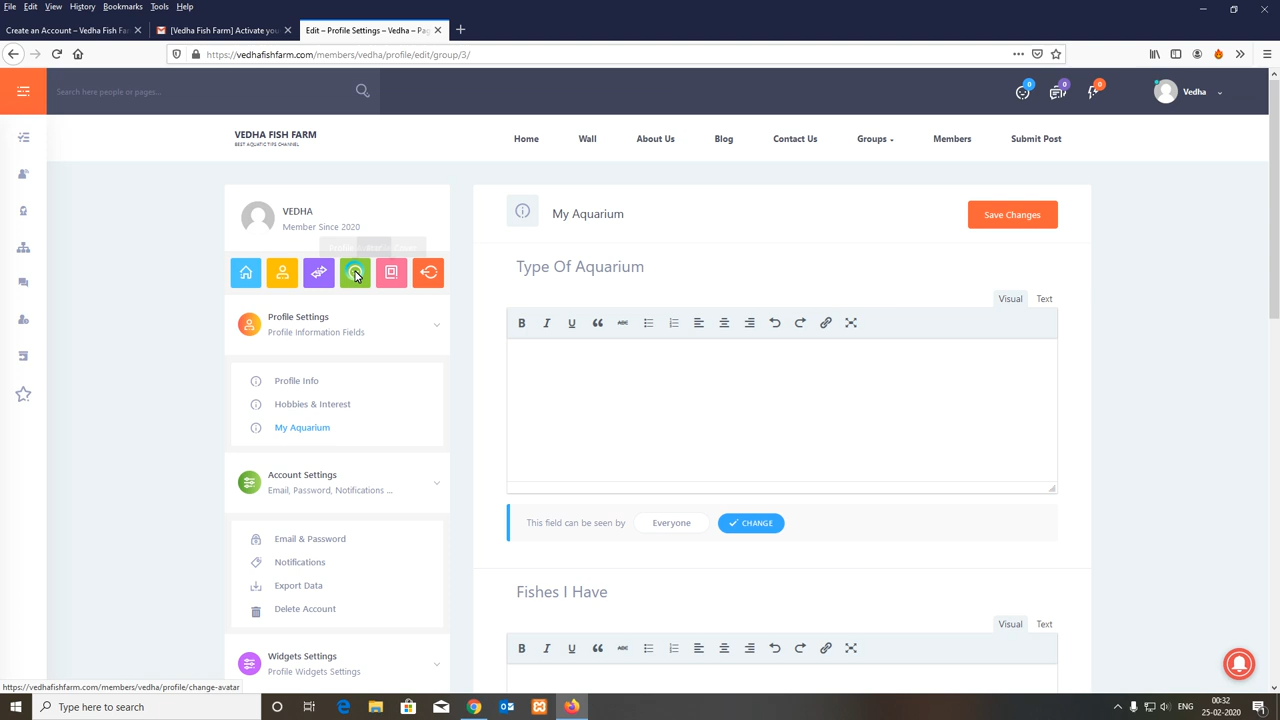 File Edit View History Bookmarks Tools Help
Create an Account – Vedha Fish Fa
[Vedha Fish Farm] Activate you
Edit – Profile Settings – Vedha – Pag
https://vedhafishfarm.com/members/vedha/profile/edit/group/3/
Search here people or pages...
0 0 0
Vedha
VEDHA FISH FARM
BEST AQUATIC TIPS CHANNEL
Home Wall About Us Blog Contact Us Groups Members Submit Post
VEDHA
Member Since 2020
Profile Settings
Profile Information Fields
Profile Info
Hobbies & Interest
My Aquarium
Account Settings
Email, Password, Notifications ...
Email & Password
Notifications
Export Data
Delete Account
Widgets Settings
Profile Widgets Settings
My Aquarium
Save Changes
Type Of Aquarium
Visual Text
B I U ABC
This field can be seen by Everyone CHANGE
Fishes I Have
Visual Text
B I U ABC
https://vedhafishfarm.com/members/vedha/profile/change-avatar
Type here to search
00:32
25-02-2020